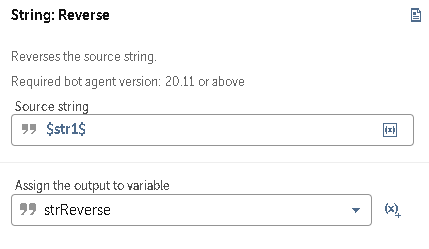 String: Reverse
Reverses the source string.
Required bot agent version: 20.11 or above
Source string
" $str1$ (x)
Assign the output to variable
" strReverse (x)+